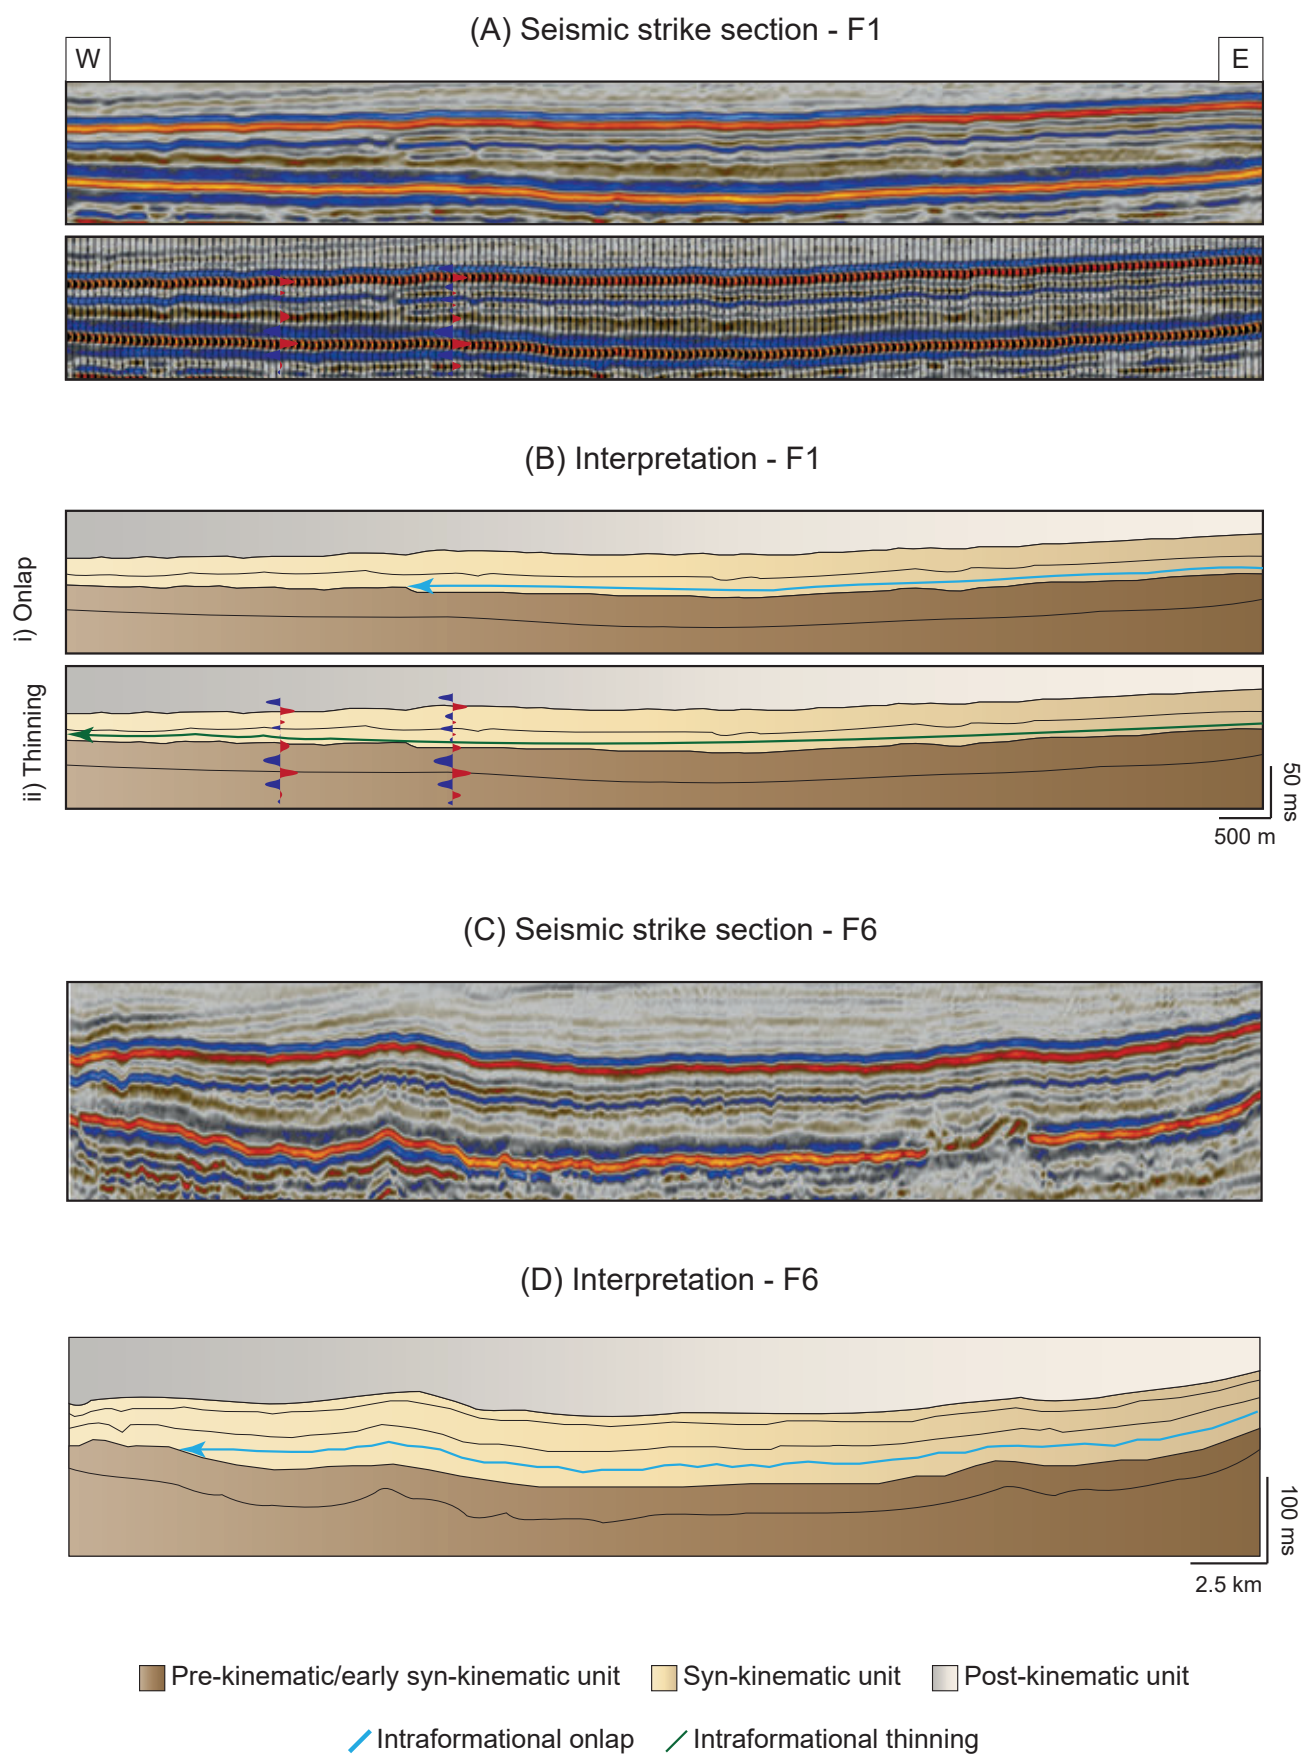 (A) Seismic strike section - F1
W
E
(B) Interpretation - F1
i) Onlap
ii) Thinning
50 ms
500 m
(C) Seismic strike section - F6
(D) Interpretation - F6
100 ms
2.5 km
Pre-kinematic/early syn-kinematic unit
Syn-kinematic unit
Post-kinematic unit
Intraformational onlap
Intraformational thinning